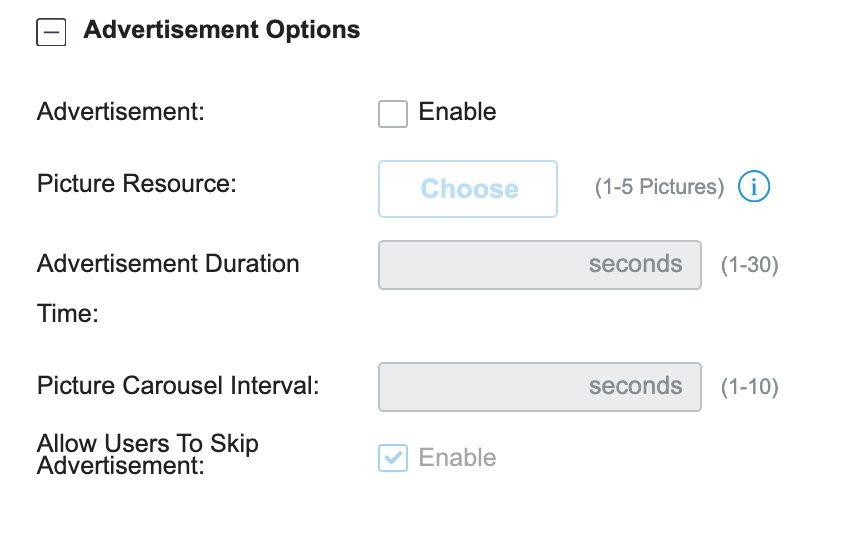 Advertisement Options
Advertisement: Enable
Picture Resource: Choose (1-5 Pictures) i
Advertisement Duration seconds (1-30)
Time:
Picture Carousel Interval: seconds (1-10)
Allow Users To Skip
Advertisement: Enable